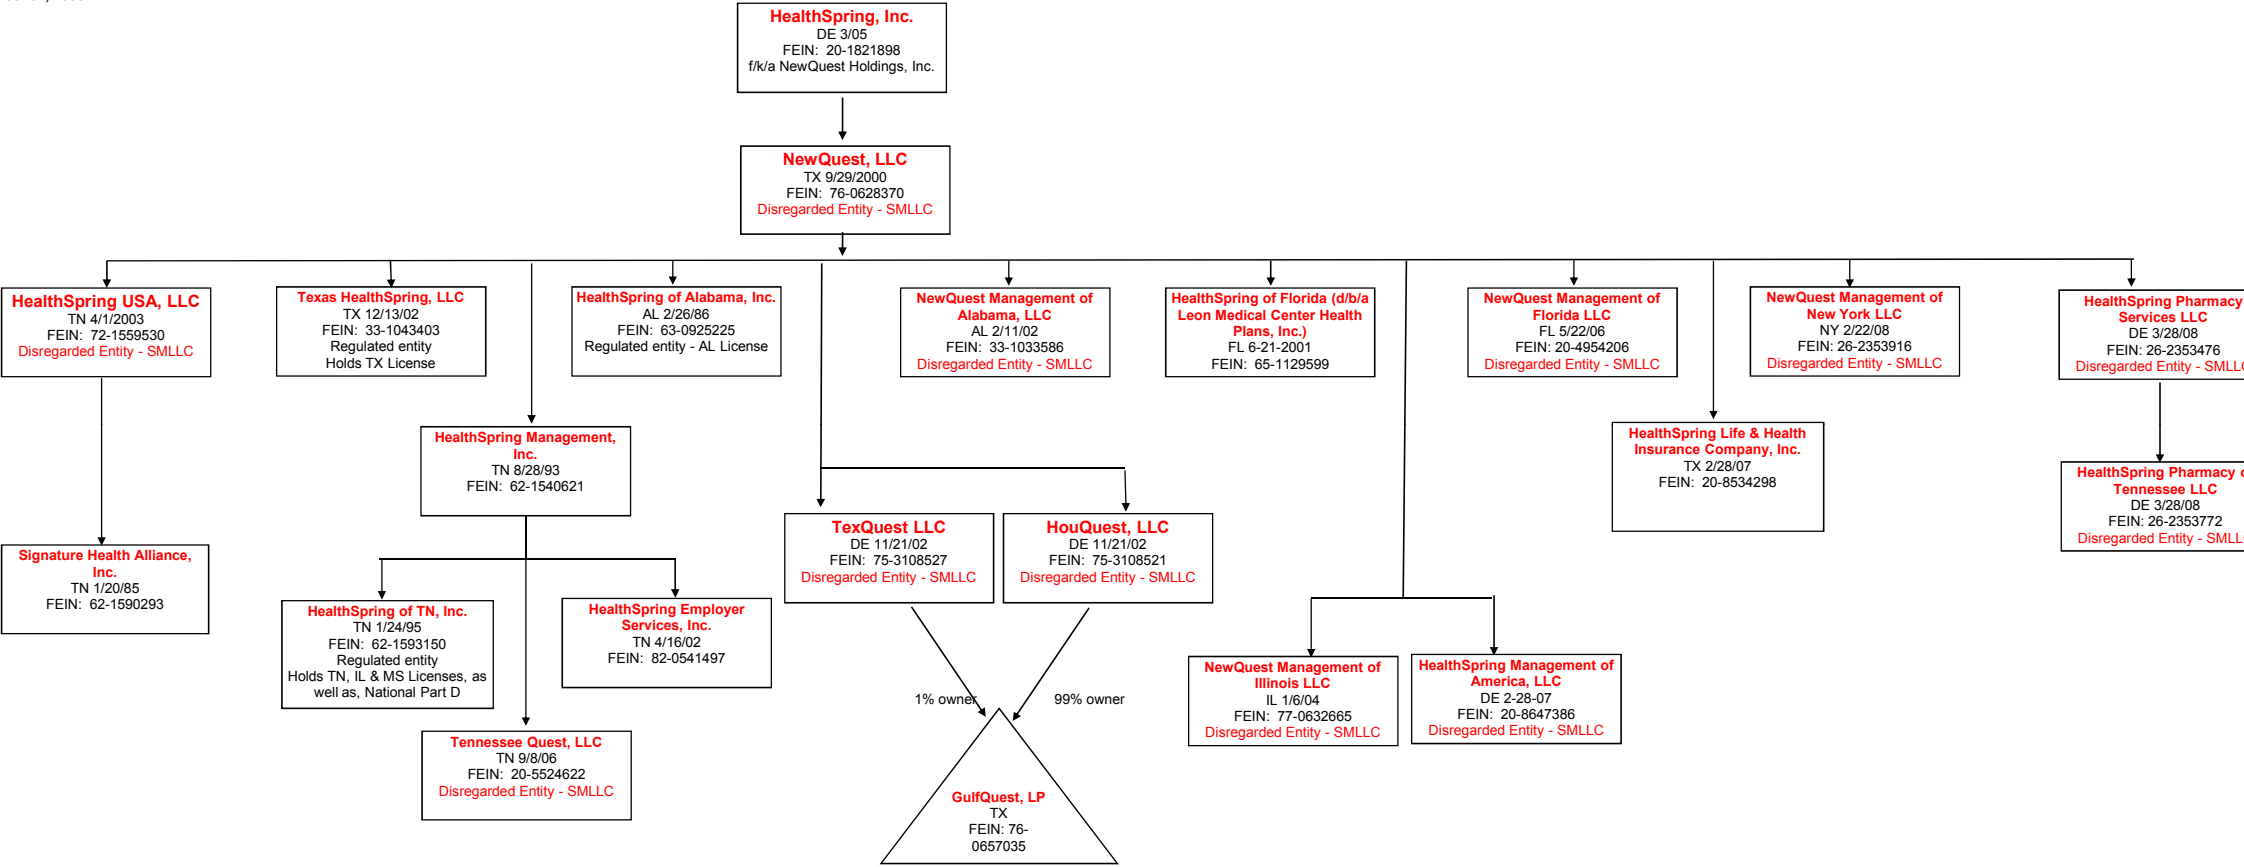 HealthSpring, Inc.
DE 3/05
FEIN: 20-1821898
f/k/a NewQuest Holdings, Inc.
NewQuest, LLC
TX 9/29/2000
FEIN: 76-0628370
Disregarded Entity - SMLLC
HealthSpring USA, LLC
TN 4/1/2003
FEIN: 72-1559530
Disregarded Entity - SMLLC
Texas HealthSpring, LLC
TX 12/13/02
FEIN: 33-1043403
Regulated entity
Holds TX License
HealthSpring of Alabama, Inc.
AL 2/26/86
FEIN: 63-0925225
Regulated entity - AL License
NewQuest Management of
Alabama, LLC
AL 2/11/02
FEIN: 33-1033586
Disregarded Entity - SMLLC
HealthSpring of Florida (d/b/a
Leon Medical Center Health
Plans, Inc.)
FL 6-21-2001
FEIN: 65-1129599
NewQuest Management of
Florida LLC
FL 5/22/06
FEIN: 20-4954206
Disregarded Entity - SMLLC
NewQuest Management of
New York LLC
NY 2/22/08
FEIN: 26-2353916
Disregarded Entity - SMLLC
HealthSpring Pharmacy
Services LLC
DE 3/28/08
FEIN: 26-2353476
Disregarded Entity -
HealthSpring Management,
Inc.
TN 8/28/93
FEIN: 62-1540621
HealthSpring Life & Health
Insurance Company, Inc.
TX 2/28/07
FEIN: 20-8534298
HealthSpring Pharmacy
Tennessee LLC
DE 3/28/08
FEIN: 26-2353772
Disregarded Entity -
TexQuest LLC
DE 11/21/02
FEIN: 75-3108527
Disregarded Entity - SMLLC
HouQuest, LLC
DE 11/21/02
FEIN: 75-3108521
Disregarded Entity - SMLLC
Signature Health Alliance,
Inc.
TN 1/20/85
FEIN: 62-1590293
HealthSpring of TN, Inc.
TN 1/24/95
FEIN: 62-1593150
Regulated entity
Holds TN, IL & MS Licenses, as
well as, National Part D
HealthSpring Employer
Services, Inc.
TN 4/16/02
FEIN: 82-0541497
NewQuest Management of
Illinois LLC
IL 1/6/04
FEIN: 77-0632665
Disregarded Entity - SMLLC
HealthSpring Management of
America, LLC
DE 2-28-07
FEIN: 20-8647386
Disregarded Entity - SMLLC
1% owner
99% owner
Tennessee Quest, LLC
TN 9/8/06
FEIN: 20-5524622
Disregarded Entity - SMLLC
GulfQuest, LP
TX
FEIN: 76-
0657035